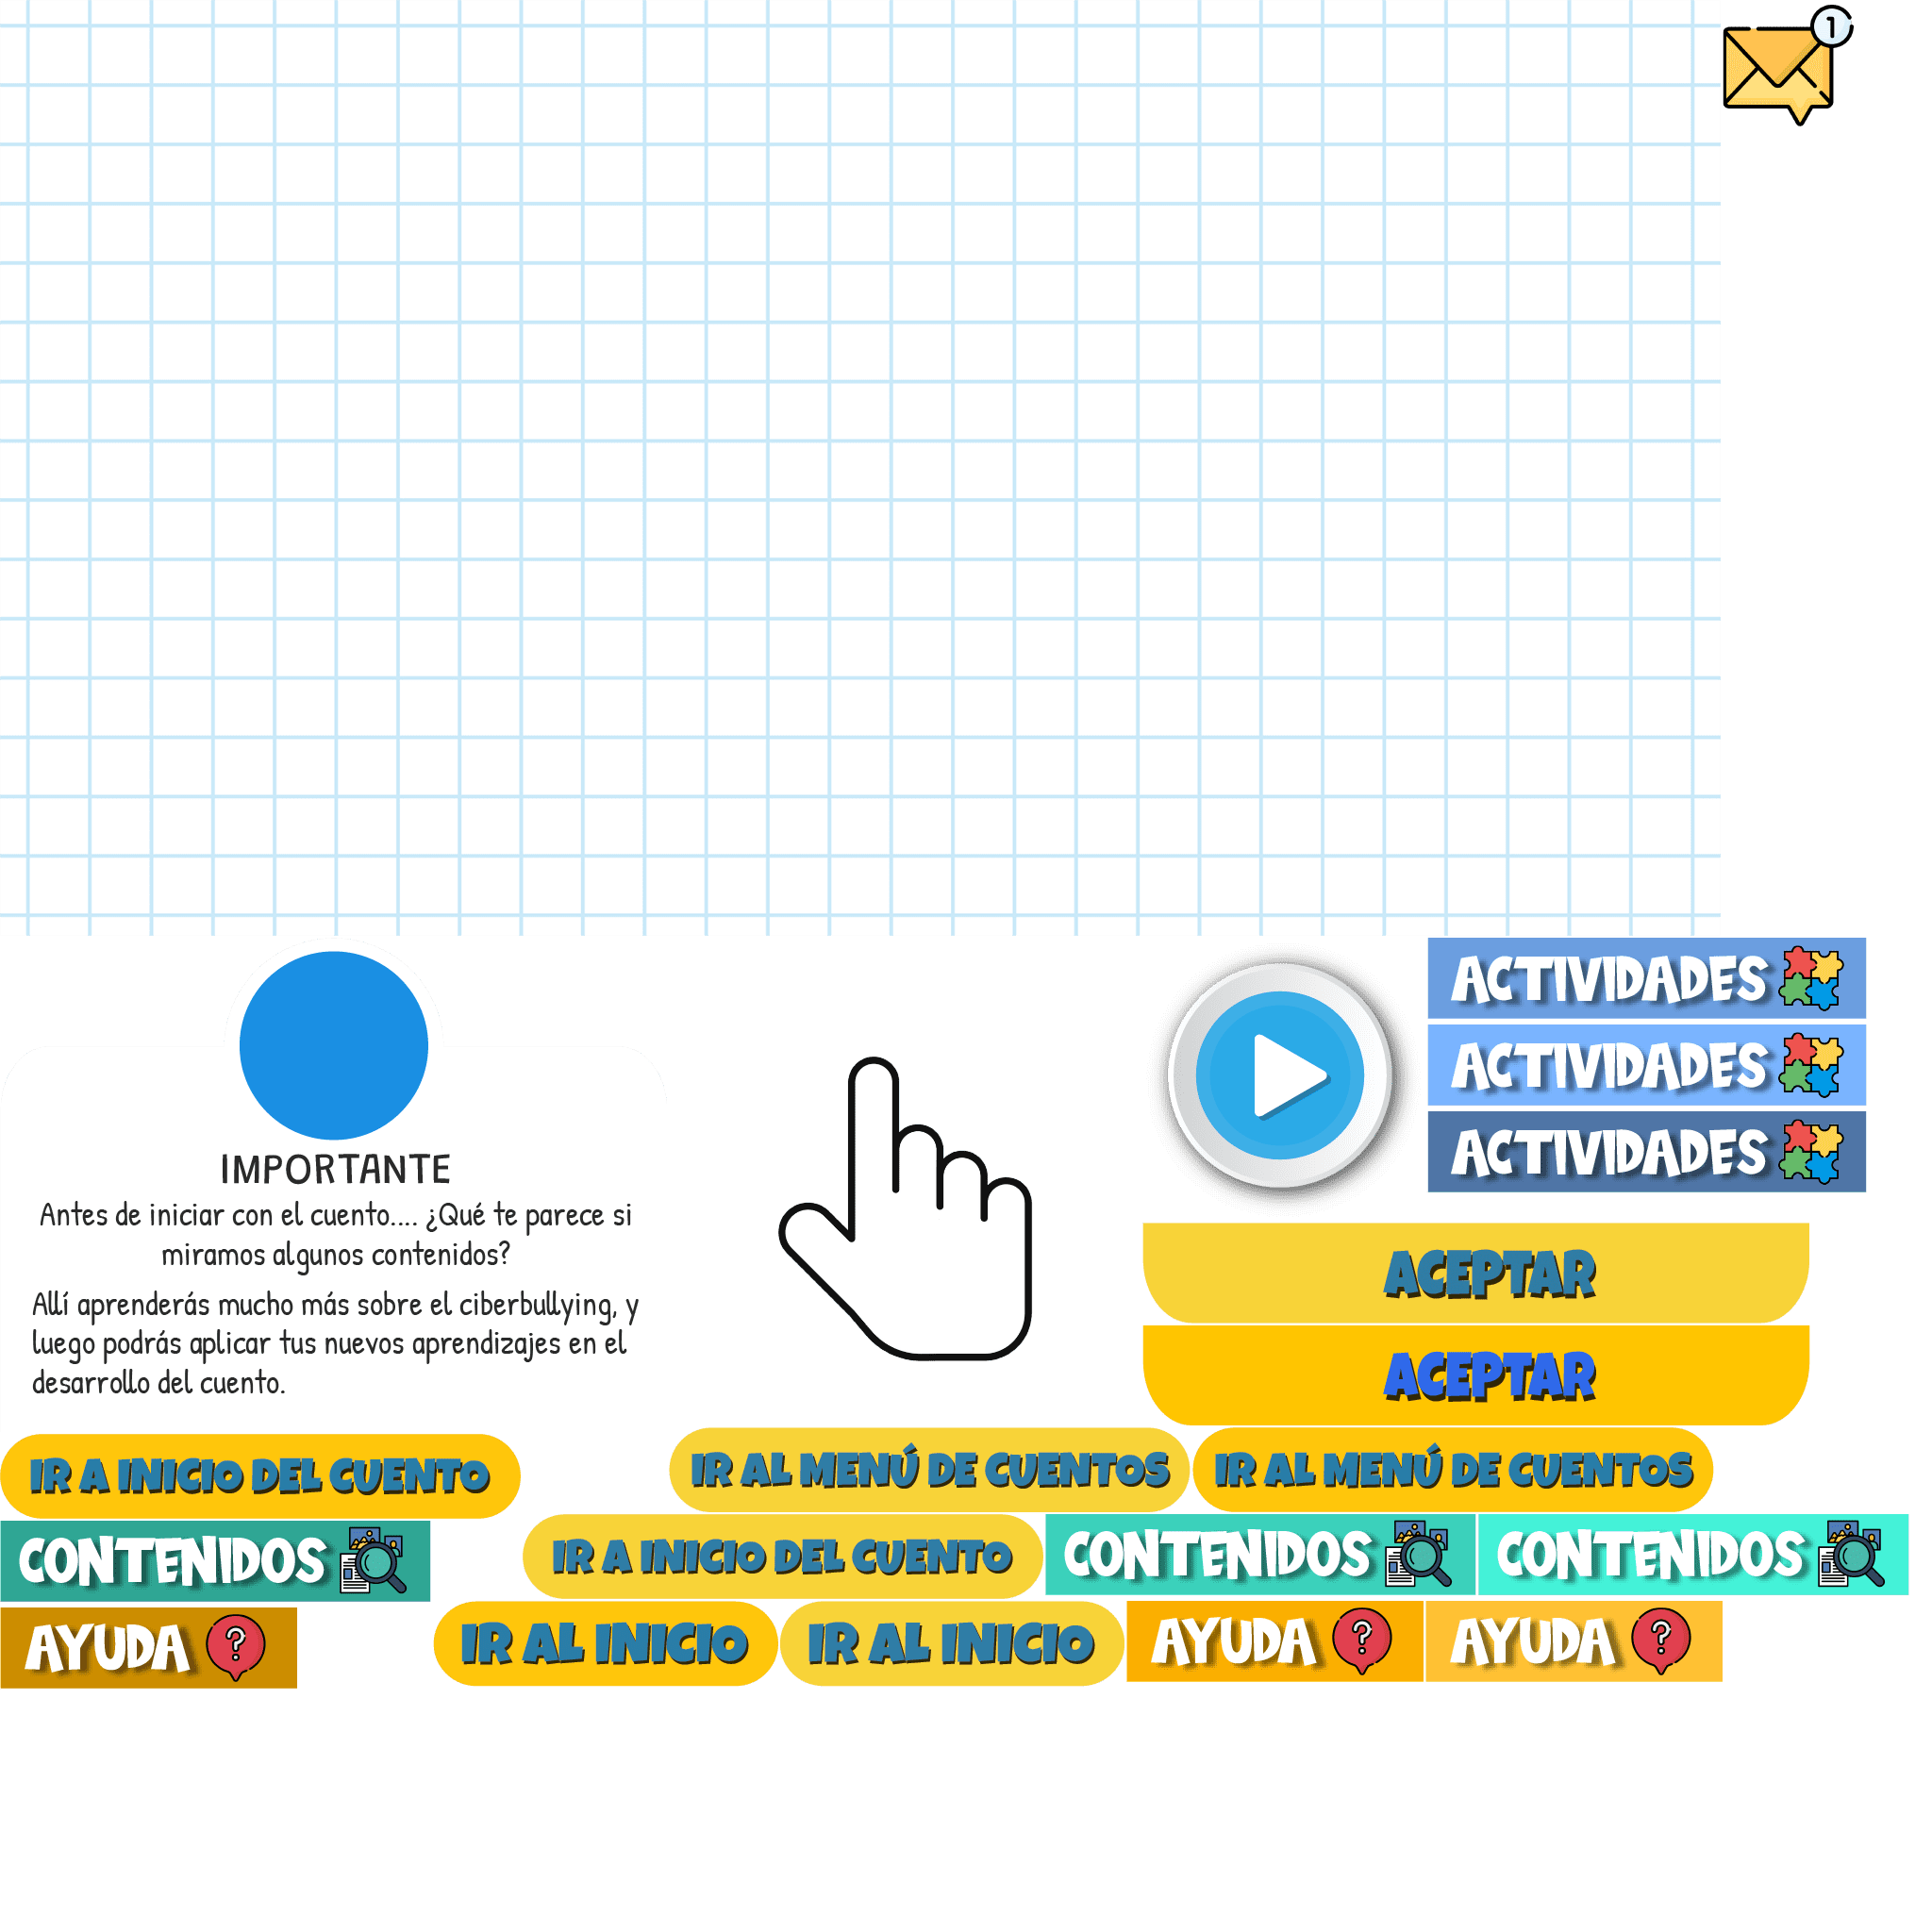 1
ACTIVIDADES
ACTIVIDADES
ACTIVIDADES
IMPORTANTE
Antes de iniciar con el cuento.... ¿Qué te parece si
miramos algunos contenidos?
Allí aprenderás mucho más sobre el ciberbullying, y
luego podrás aplicar tus nuevos aprendizajes en el
desarrollo del cuento.
ACEPTAR
ACEPTAR
IR A INICIO DEL CUENTO
IR AL MENÚ DE CUENTOS
IR AL MENÚ DE CUENTOS
CONTENIDOS
IR A INICIO DEL CUENTO
CONTENIDOS
CONTENIDOS
AYUDA ?
IR AL INICIO
IR AL INICIO
AYUDA ?
AYUDA ?